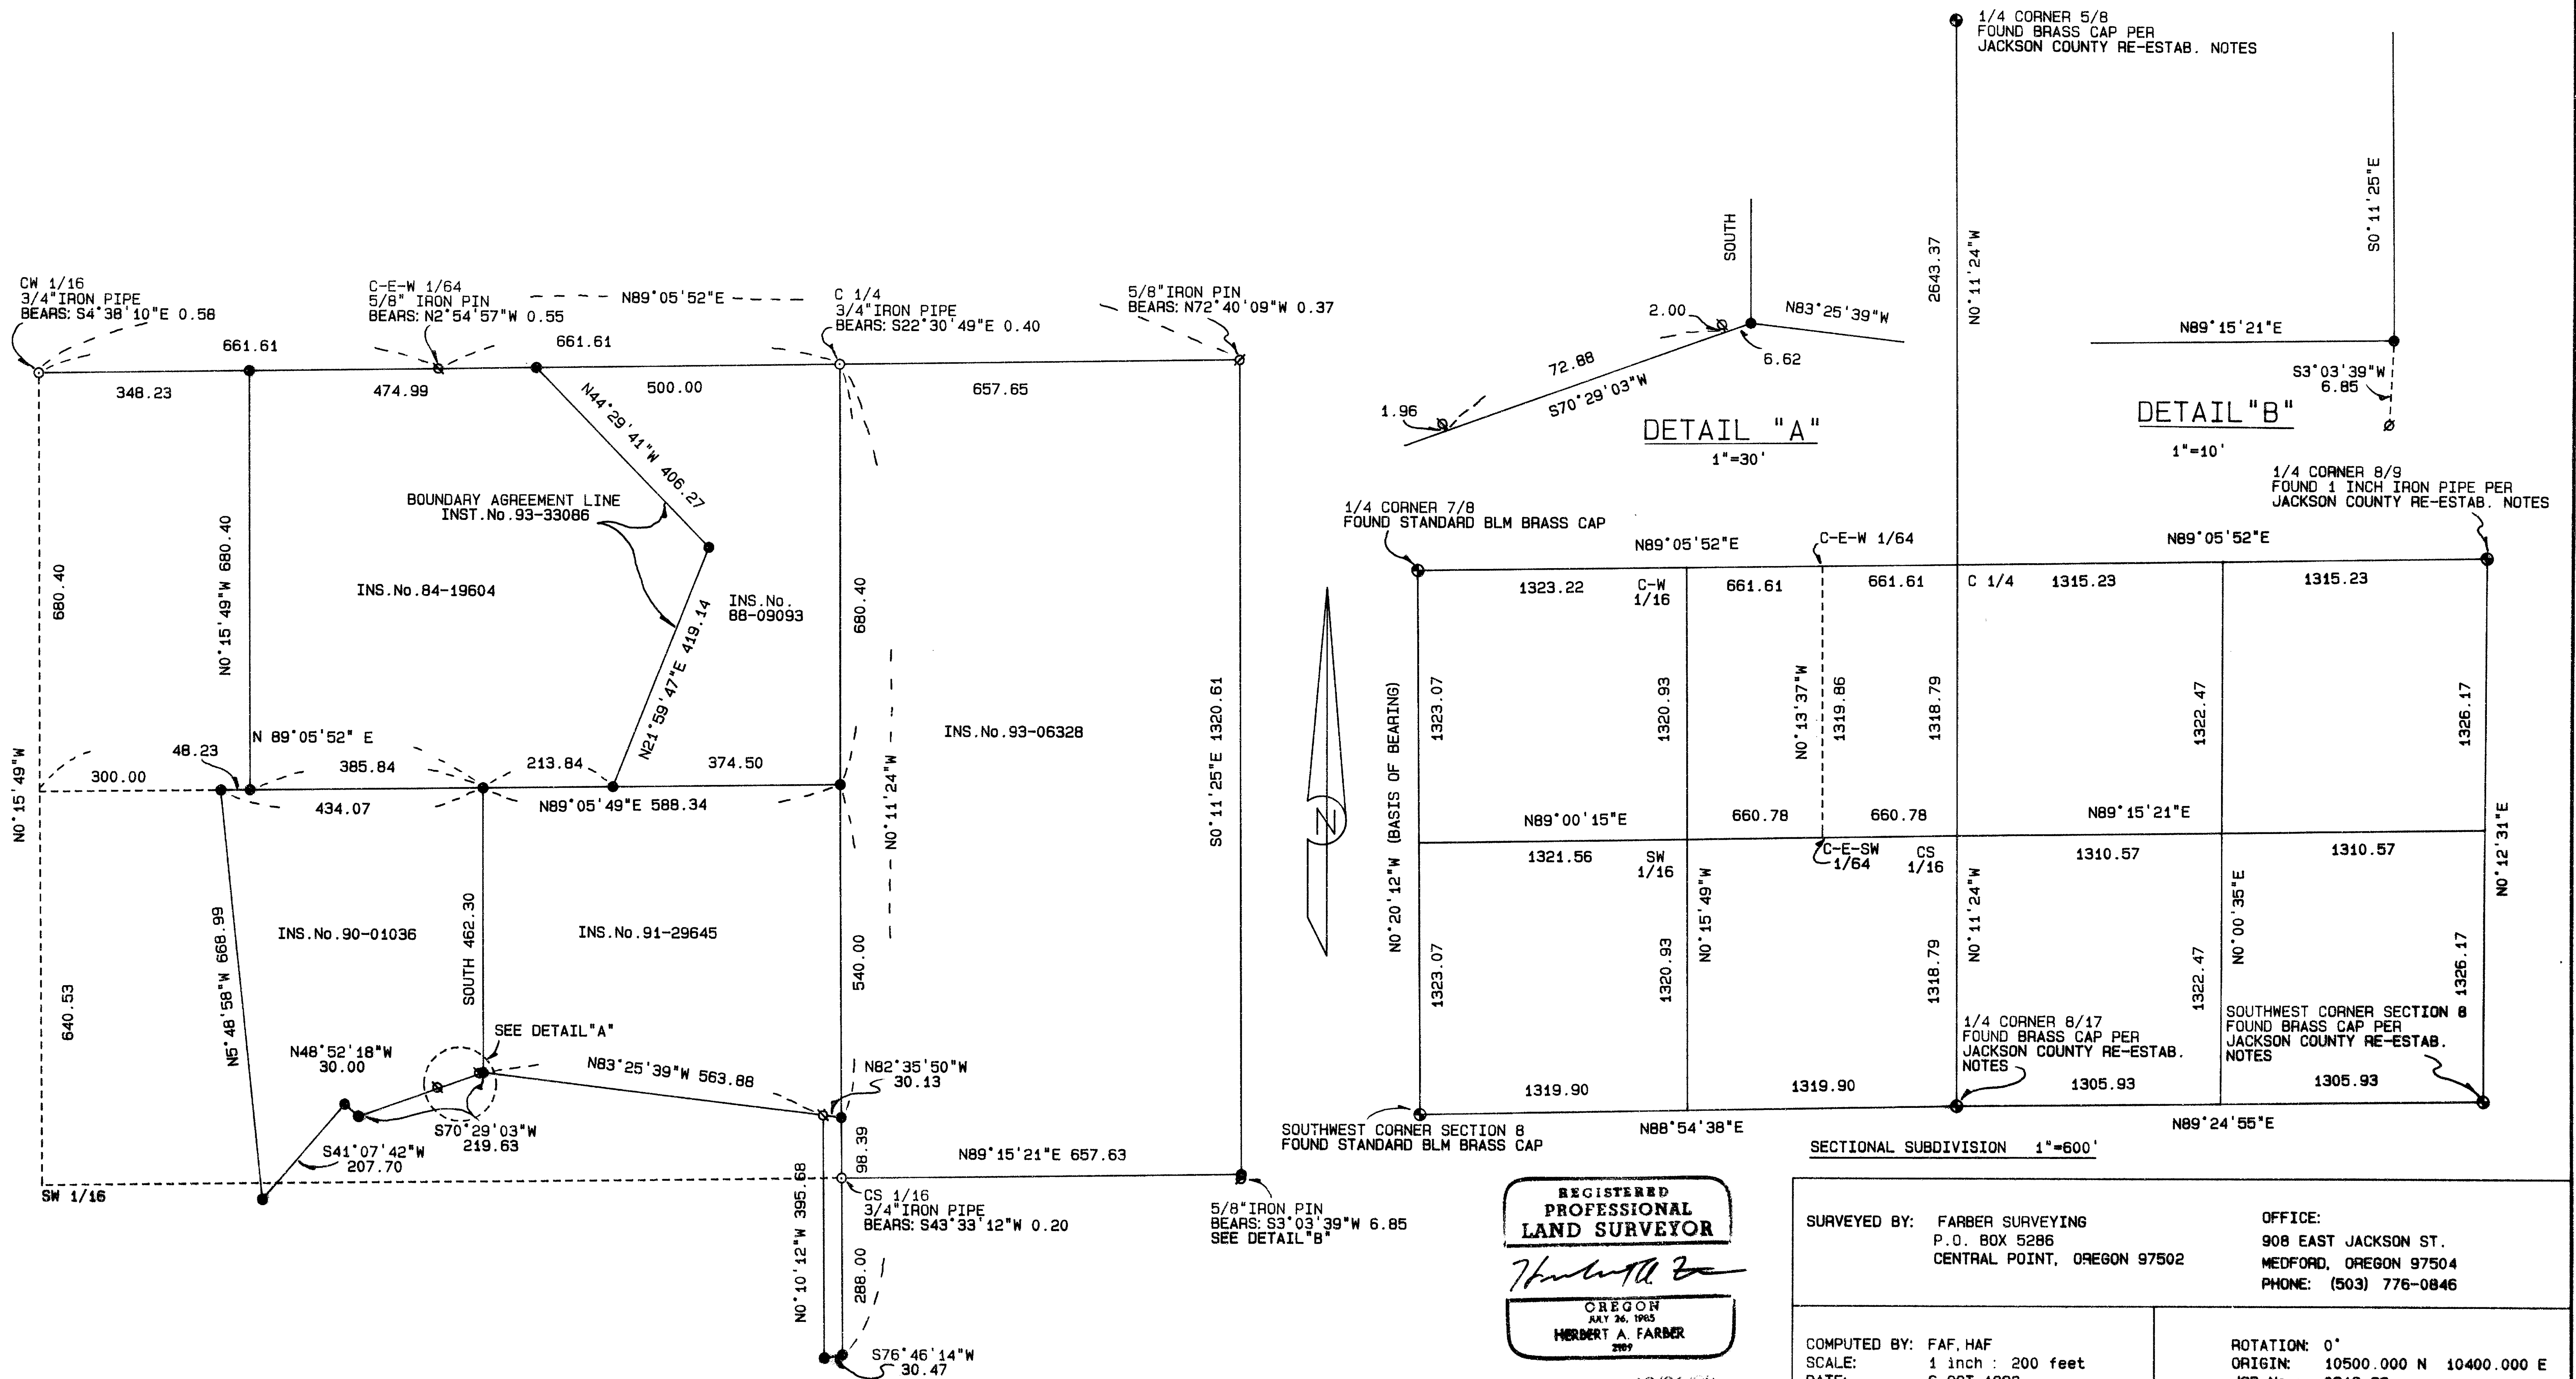 1/4 CORNER 5/8
FOUND BRASS CAP PER
JACKSON COUNTY RE-ESTAB. NOTES
CW 1/16
3/4"IRON PIPE
BEARS: S4°38'10"E 0.58
C-E-W 1/64
5/8" IRON PIN
BEARS: N2°54'57"W 0.55
N89°05'52"E
C 1/4
3/4"IRON PIPE
BEARS: S22°30'49"E 0.40
5/8"IRON PIN
BEARS: N72°40'09"W 0.37
661.61
661.61
348.23
474.99
500.00
657.65
N44°29'41"W 406.27
BOUNDARY AGREEMENT LINE
INST.No.93-33086
680.40
N0°15'49"W 680.40
INS.No.84-19604
INS.No.
88-09093
680.40
N21°59'47"E 419.14
N0°11'24"W
INS.No.93-06328
S0°11'25"E 1320.61
N0°15'49"W
48.23
N 89°05'52" E
300.00
385.84
213.84
374.50
434.07
N89°05'49"E 588.34
N5°48'58"W 668.99
INS.No.90-01036
SOUTH 462.30
INS.No.91-29645
540.00
640.53
SEE DETAIL"A"
N48°52'18"W
30.00
N83°25'39"W 563.88
N82°35'50"W
30.13
S70°29'03"W
219.63
S41°07'42"W
207.70
98.39
N89°15'21"E 657.63
SW 1/16
CS 1/16
3/4"IRON PIPE
BEARS: S43°33'12"W 0.20
5/8"IRON PIN
BEARS: S3°03'39"W 6.85
SEE DETAIL"B"
N0°10'12"W 395.68
288.00
S76°46'14"W
30.47
SOUTH
2.00
N83°25'39"W
6.62
72.88
S70°29'03"W
1.96
DETAIL "A"
1"=30'
2643.37
N0°11'24"W
S0°11'25"E
N89°15'21"E
S3°03'39"W
6.85
DETAIL"B"
1"=10'
1/4 CORNER 8/9
FOUND 1 INCH IRON PIPE PER
JACKSON COUNTY RE-ESTAB. NOTES
1/4 CORNER 7/8
FOUND STANDARD BLM BRASS CAP
N89°05'52"E
C-E-W 1/64
N89°05'52"E
1323.22
C-W
1/16
661.61
661.61
C 1/4
1315.23
1315.23
N
N0°20'12"W (BASIS OF BEARING)
1323.07
1320.93
N0°13'37"W
1319.86
1318.79
1322.47
1326.17
N89°00'15"E
660.78
660.78
N89°15'21"E
1321.56
SW
1/16
C-E-SW
1/64
CS
1/16
1310.57
1310.57
N0°12'31"E
1323.07
1320.93
N0°15'49"W
1318.79
N0°11'24"W
1322.47
N0°00'35"E
1326.17
1/4 CORNER 8/17
FOUND BRASS CAP PER
JACKSON COUNTY RE-ESTAB.
NOTES
SOUTHWEST CORNER SECTION 8
FOUND BRASS CAP PER
JACKSON COUNTY RE-ESTAB.
NOTES
1319.90
1319.90
1305.93
1305.93
SOUTHWEST CORNER SECTION 8
FOUND STANDARD BLM BRASS CAP
N88°54'38"E
N89°24'55"E
SECTIONAL SUBDIVISION 1"=600'
REGISTERED
PROFESSIONAL
LAND SURVEYOR
OREGON
JULY 26, 1985
HERBERT A. FARBER
2189
SURVEYED BY: FARBER SURVEYING
P.O. BOX 5286
CENTRAL POINT, OREGON 97502
OFFICE:
908 EAST JACKSON ST.
MEDFORD, OREGON 97504
PHONE: (503) 776-0846
COMPUTED BY: FAF, HAF
SCALE: 1 inch : 200 feet
ROTATION: 0°
ORIGIN: 10500.000 N 10400.000 E